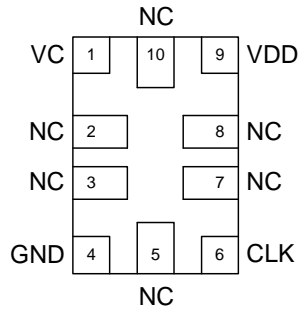 NC
VC 1 10 9 VDD
NC 2 8 NC
NC 3 7 NC
GND 4 5 6 CLK
NC